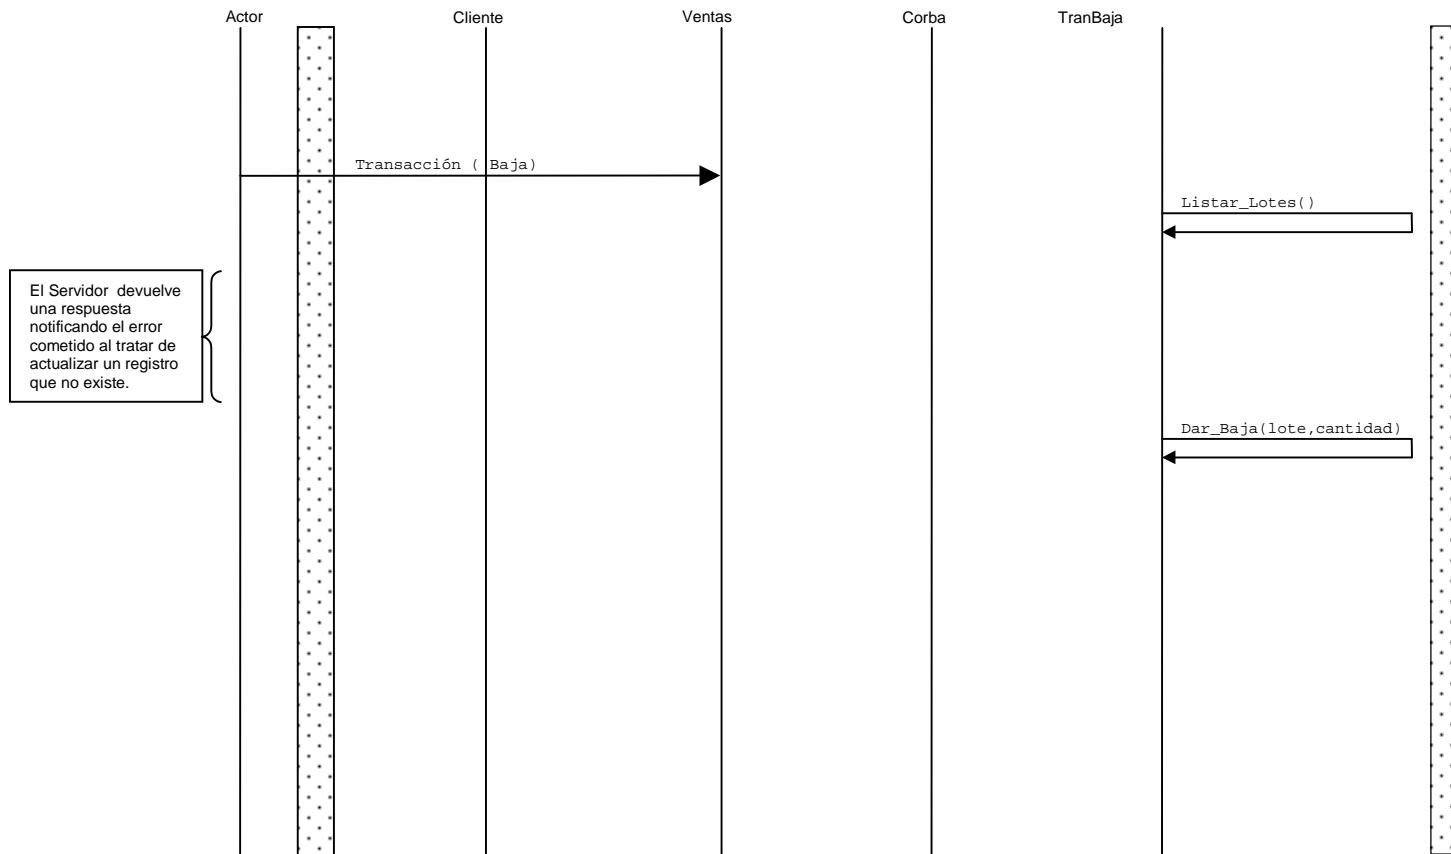 Actor Cliente Ventas Corba TranBaja
Transacción ( Baja)
Listar_Lotes()
El Servidor devuelve
una respuesta
notificando el error
cometido al tratar de
actualizar un registro
que no existe.
Dar_Baja(lote,cantidad)